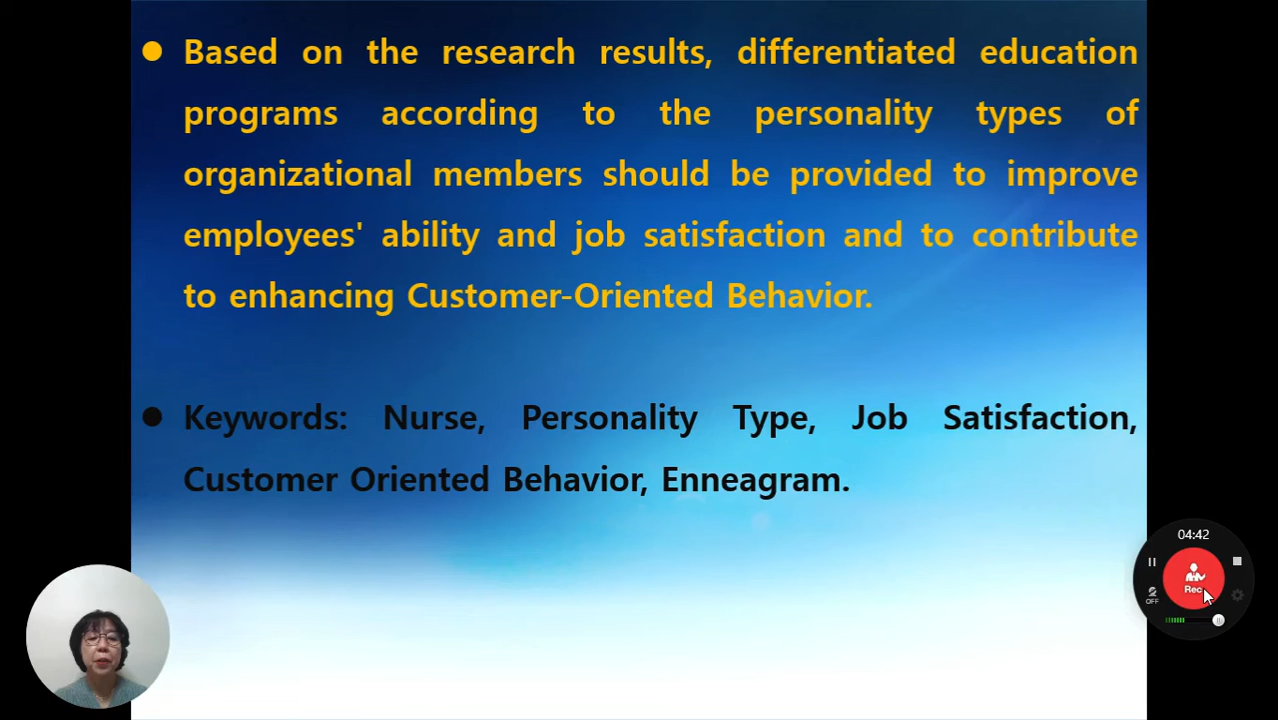 Based on the research results, differentiated education
programs according to the personality types of
organizational members should be provided to improve
employees' ability and job satisfaction and to contribute
to enhancing Customer-Oriented Behavior.
Keywords: Nurse, Personality Type, Job Satisfaction,
Customer Oriented Behavior, Enneagram.
04:42
Rec
OFF